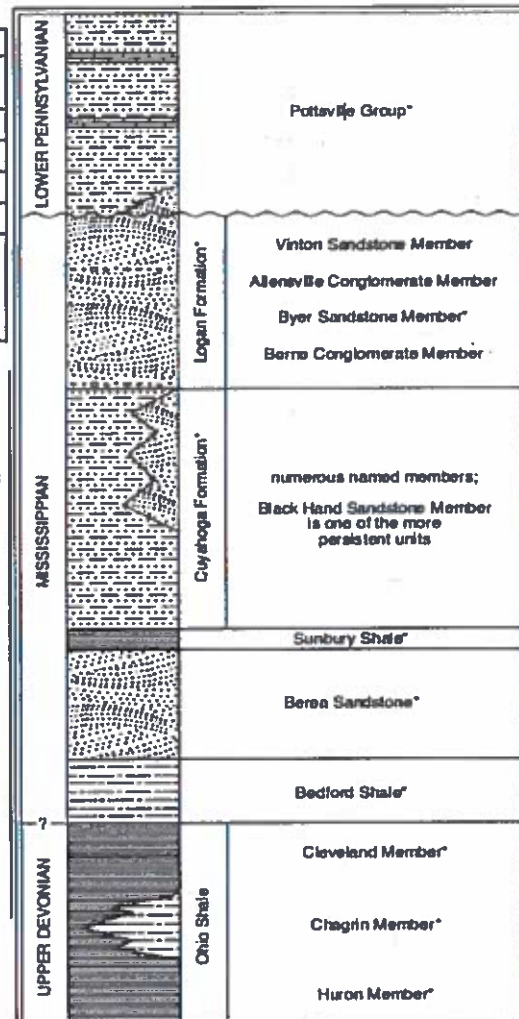 LOWER PENNSYLVANIAN
Pottsville Group*
MISSISSIPPIAN
Logan Formation*
Vinton Sandstone Member
Allensville Conglomerate Member
Byer Sandstone Member*
Berne Conglomerate Member
Cuyahoga Formation*
numerous named members;
Black Hand Sandstone Member
is one of the more
persistent units
Sunbury Shale*
Berea Sandstone*
Bedford Shale*
?
UPPER DEVONIAN
Ohio Shale
Cleveland Member*
Chagrin Member*
Huron Member*